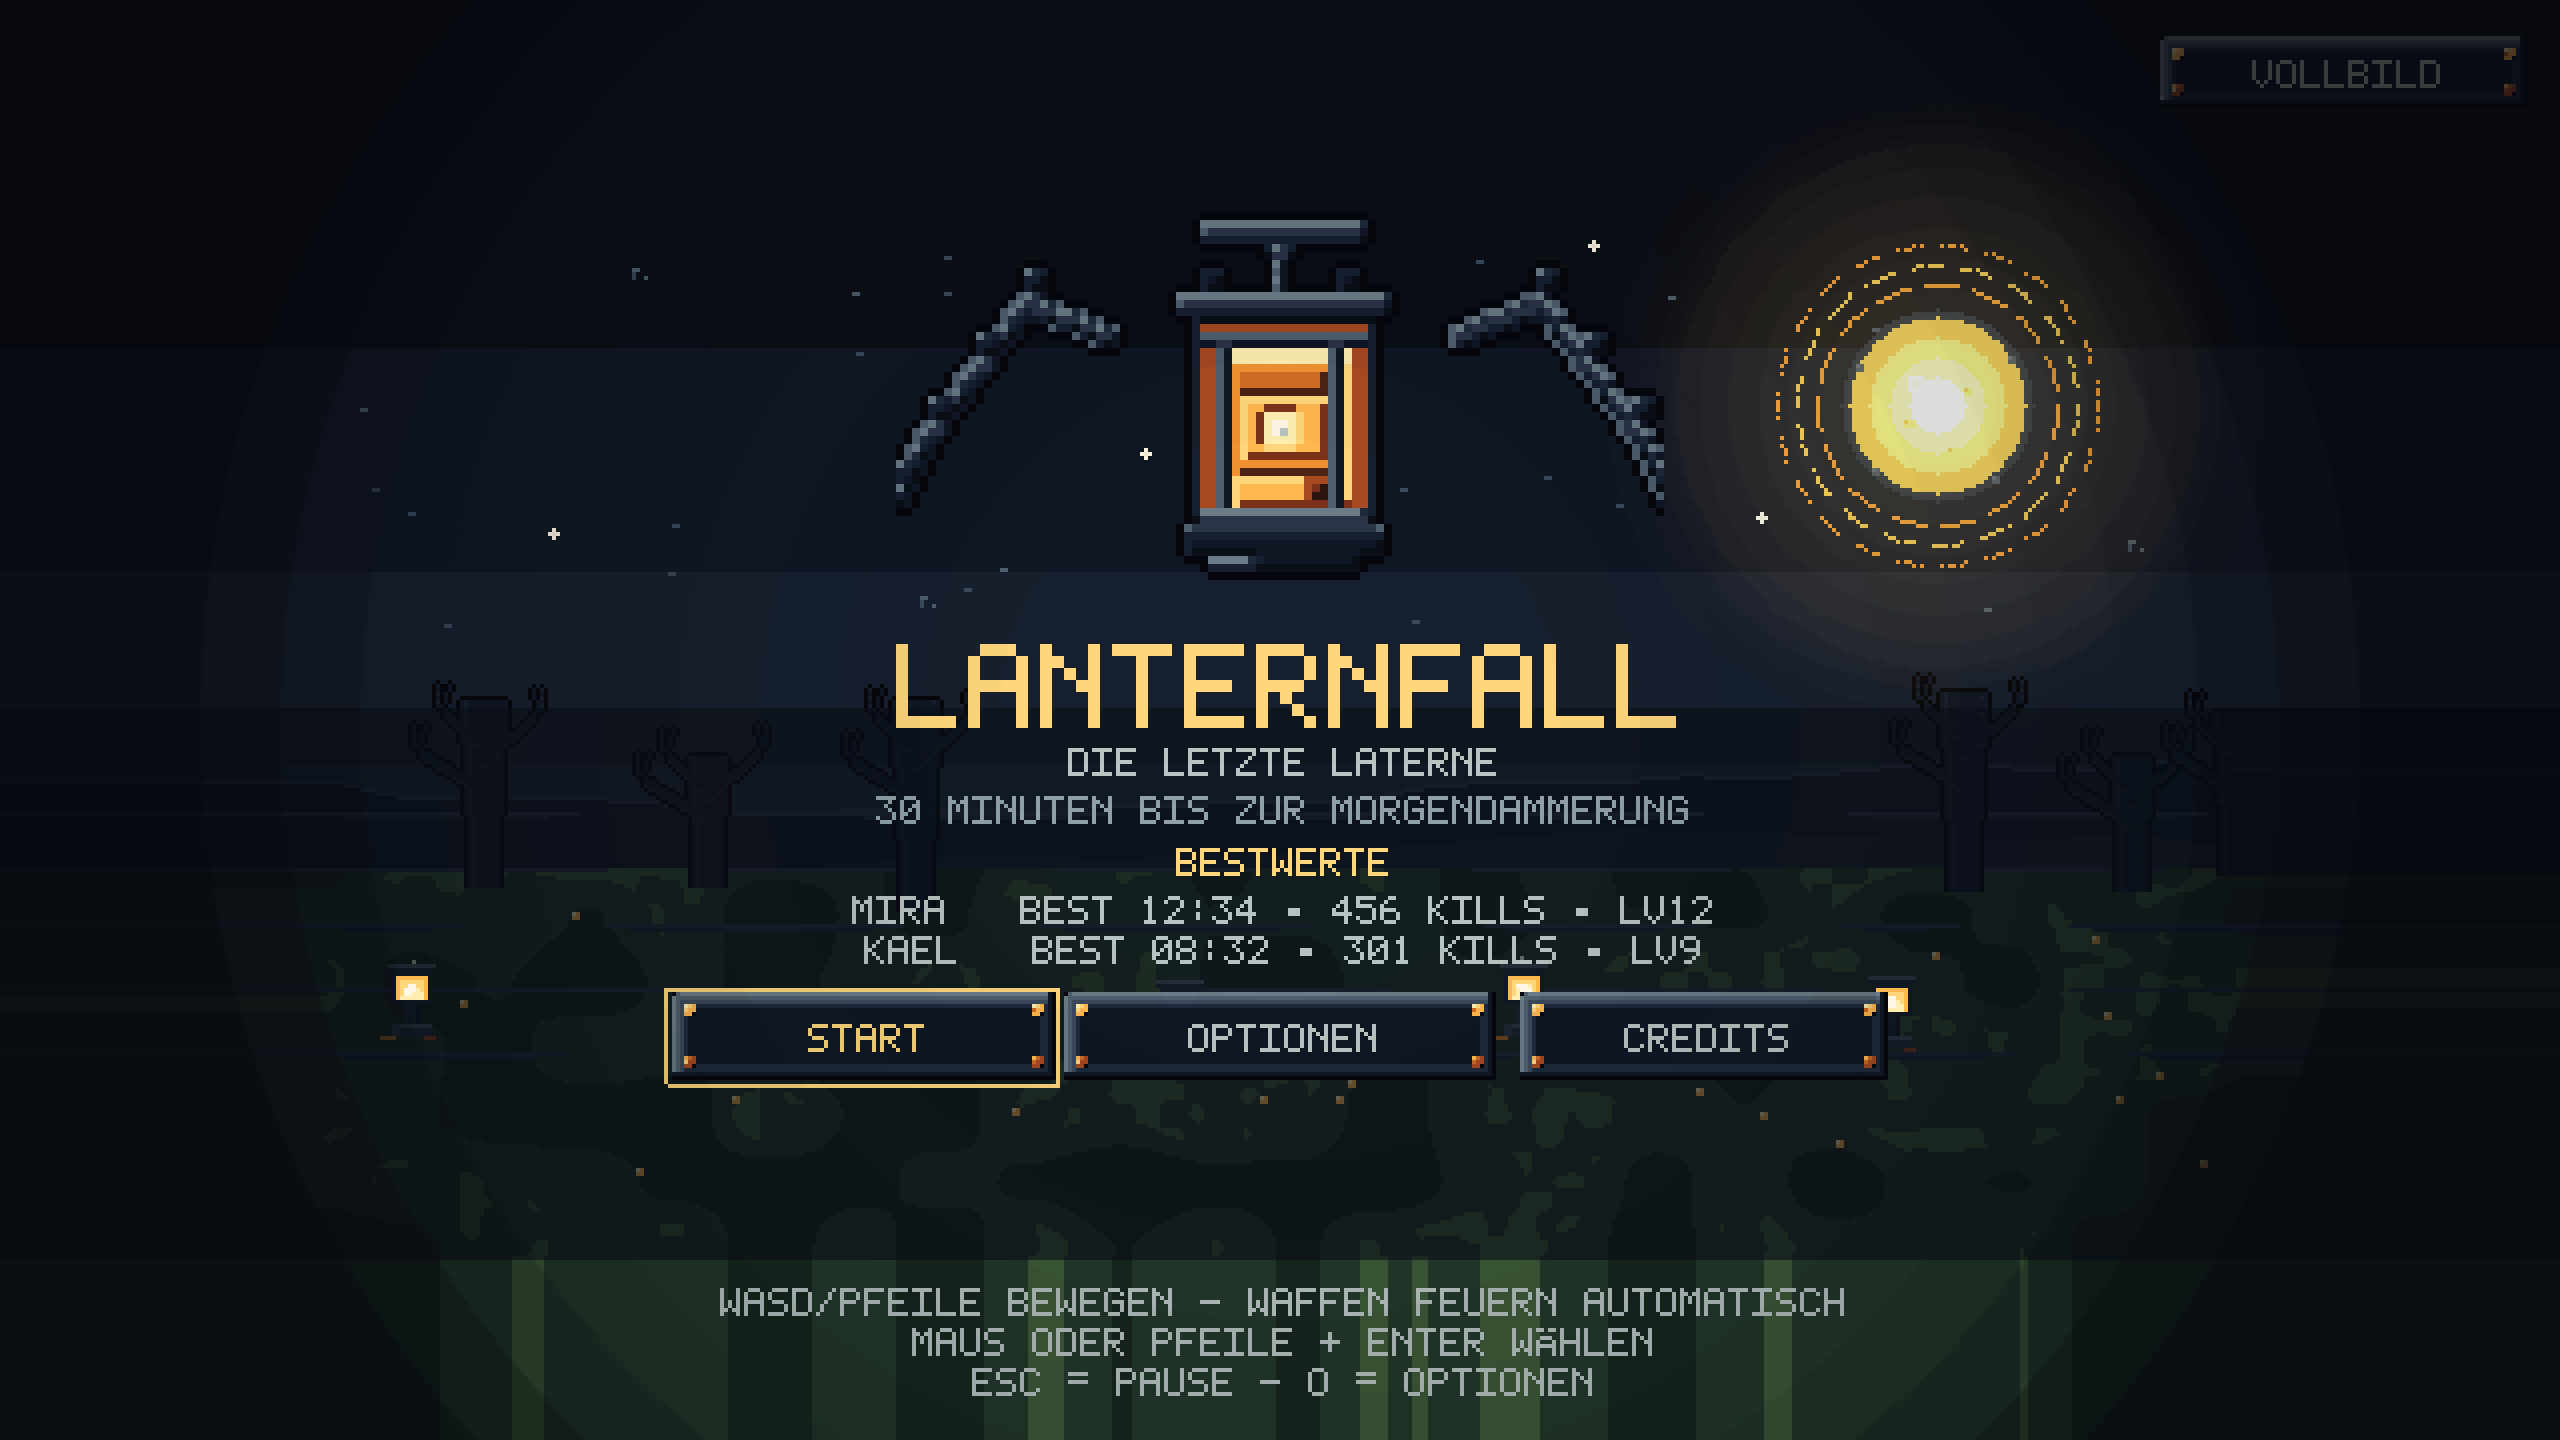 VOLLBILD
LANTERNFALL
DIE LETZTE LATERNE
30 MINUTEN BIS ZUR MORGENDAMMERUNG
BESTWERTE
MIRA BEST 12:34 - 456 KILLS - LV12
KAEL BEST 08:32 - 301 KILLS - LV9
START
OPTIONEN
CREDITS
WASD/PFEILE BEWEGEN - WAFFEN FEUERN AUTOMATISCH
MAUS ODER PFEILE + ENTER WäHLEN
ESC = PAUSE - O = OPTIONEN